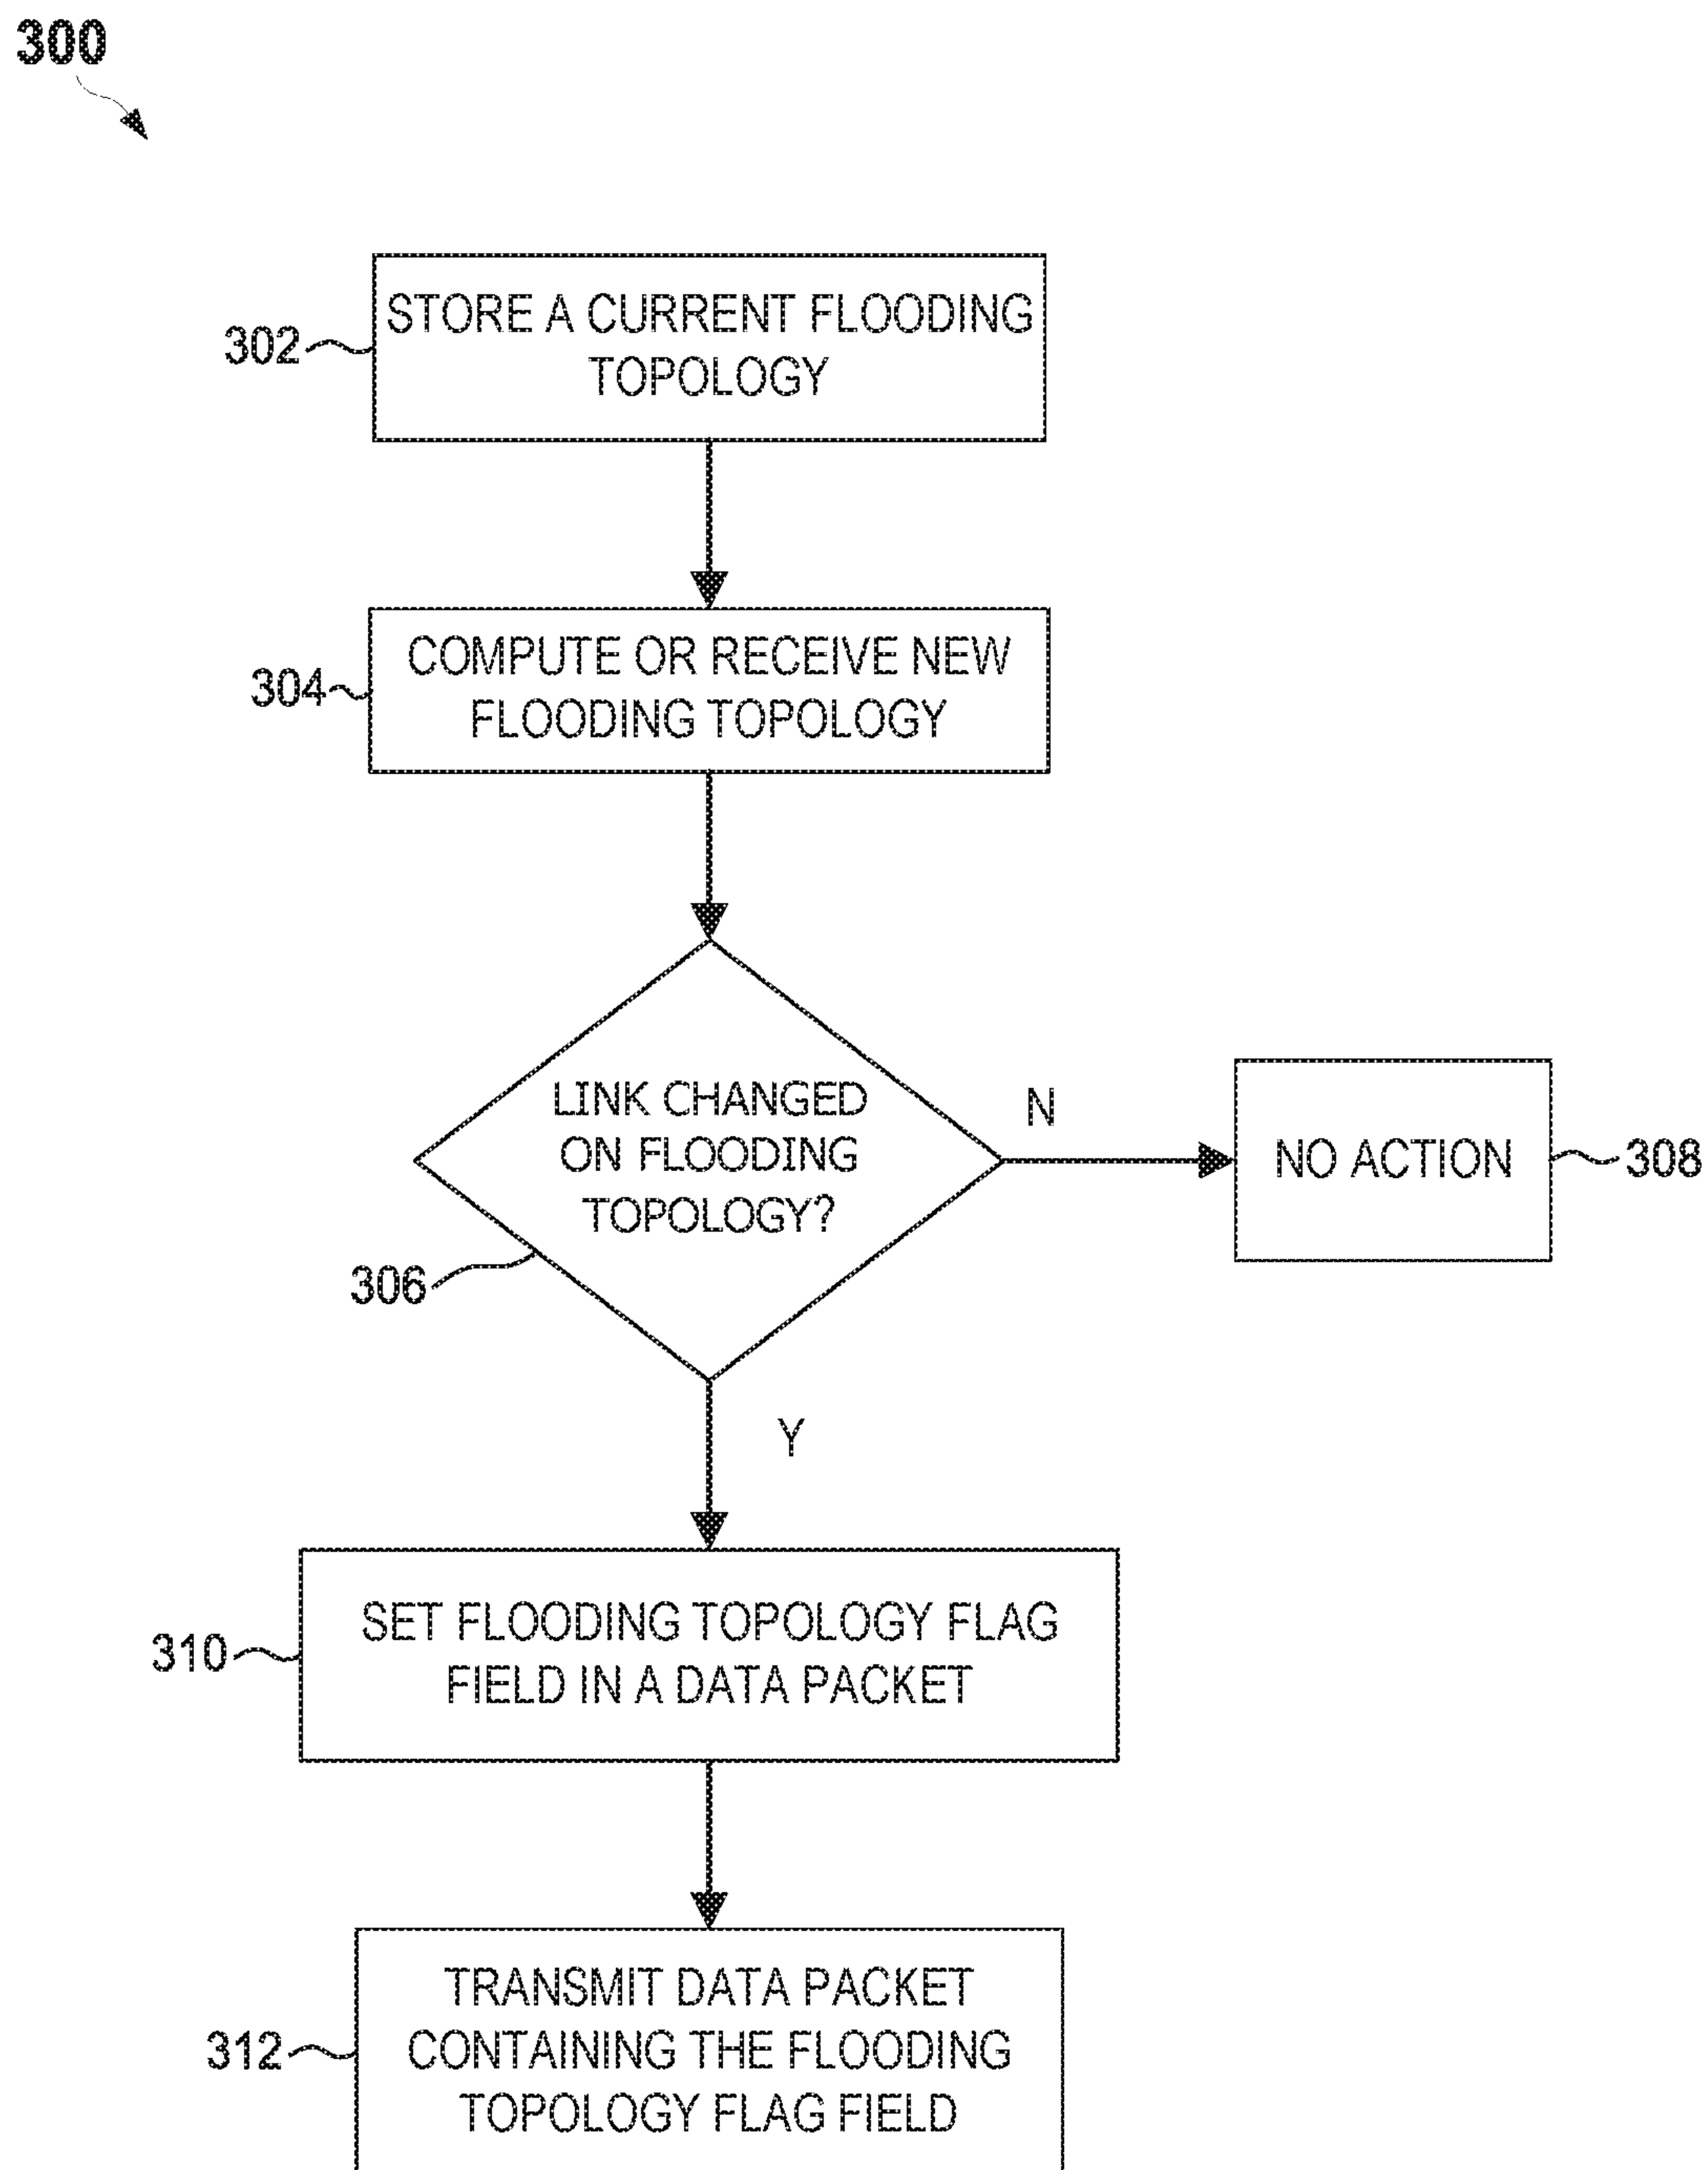 300
302
STORE A CURRENT FLOODING
TOPOLOGY
304
COMPUTE OR RECEIVE NEW
FLOODING TOPOLOGY
LINK CHANGED
ON FLOODING
TOPOLOGY?
306
N
NO ACTION
308
Y
310
SET FLOODING TOPOLOGY FLAG
FIELD IN A DATA PACKET
312
TRANSMIT DATA PACKET
CONTAINING THE FLOODING
TOPOLOGY FLAG FIELD